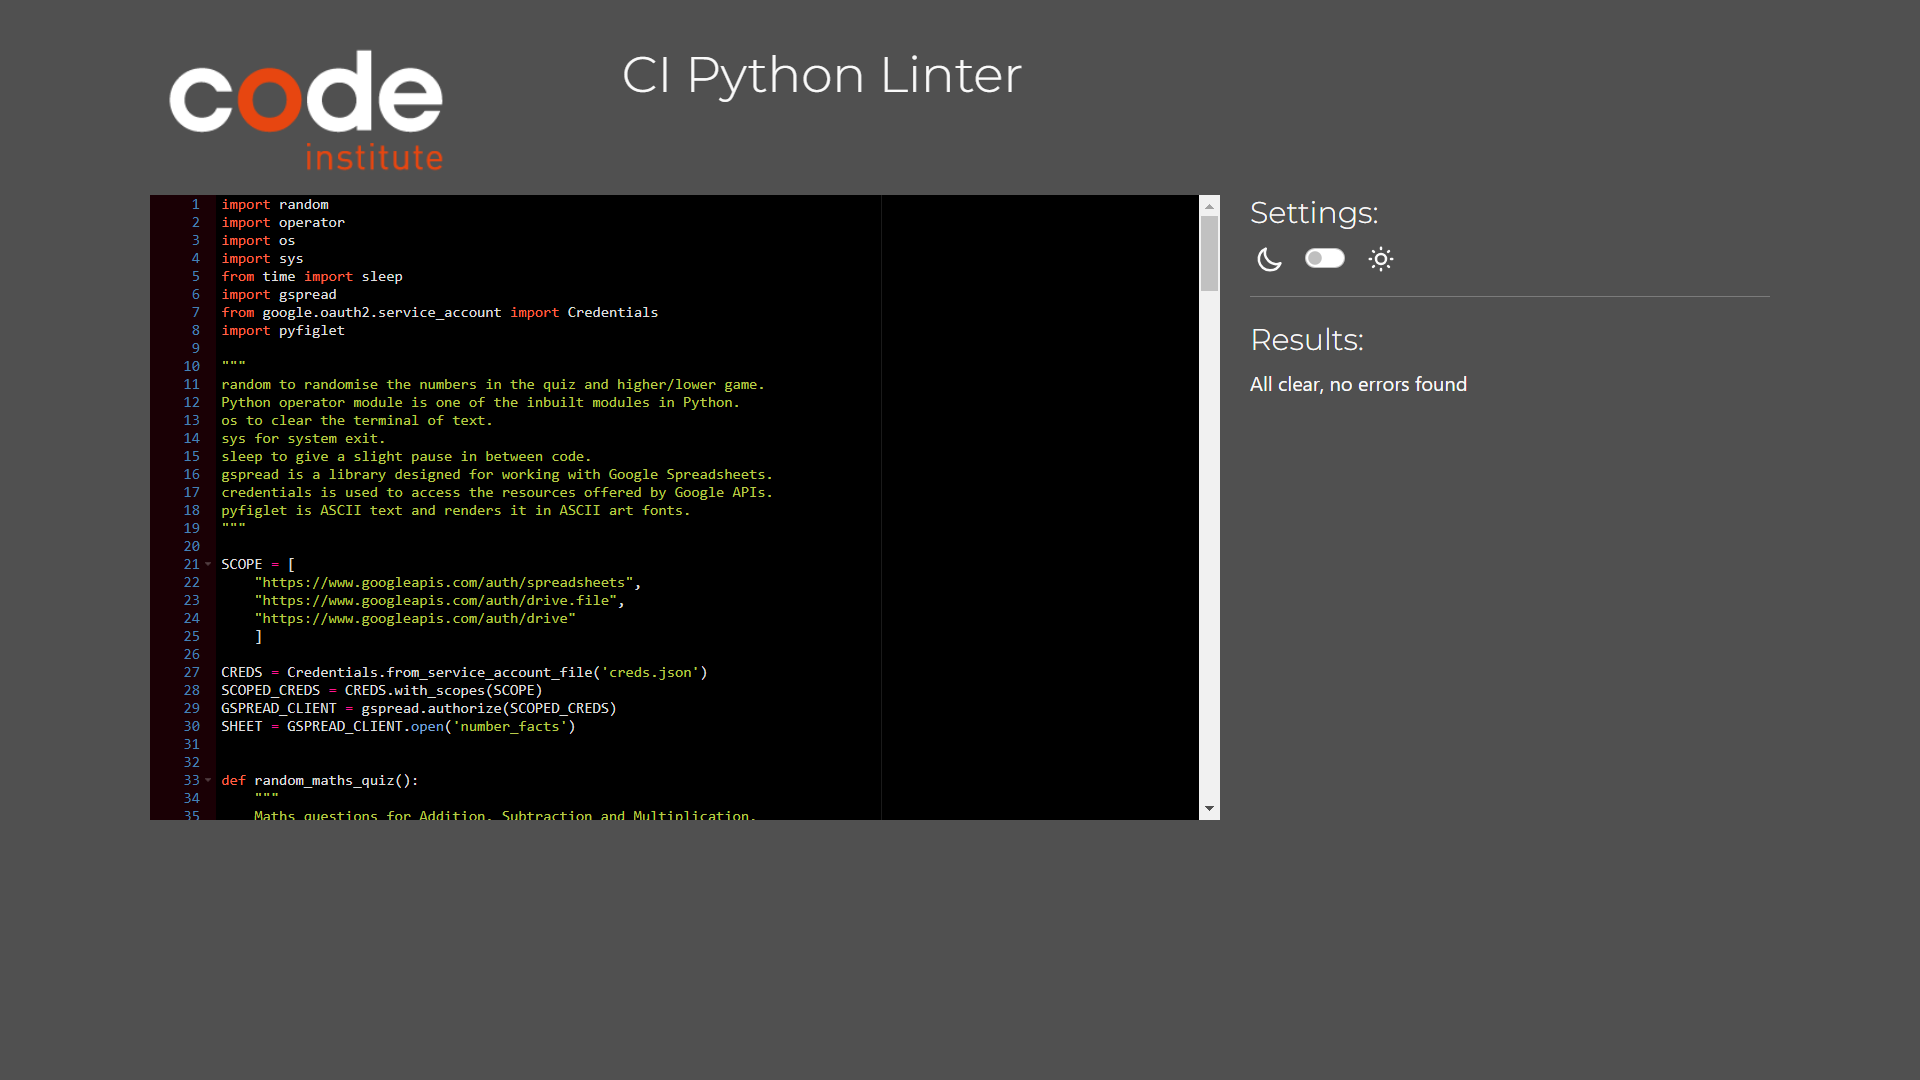 code
institute
CI Python Linter
1 import random
2 import operator
3 import os
4 import sys
5 from time import sleep
6 import gspread
7 from google.oauth2.service_account import Credentials
8 import pyfiglet
9
10 """
11 random to randomise the numbers in the quiz and higher/lower game.
12 Python operator module is one of the inbuilt modules in Python.
13 os to clear the terminal of text.
14 sys for system exit.
15 sleep to give a slight pause in between code.
16 gspread is a library designed for working with Google Spreadsheets.
17 credentials is used to access the resources offered by Google APIs.
18 pyfiglet is ASCII text and renders it in ASCII art fonts.
19 """
20
21 SCOPE = [
22     "https://www.googleapis.com/auth/spreadsheets",
23     "https://www.googleapis.com/auth/drive.file",
24     "https://www.googleapis.com/auth/drive"
25     ]
26
27 CREDS = Credentials.from_service_account_file('creds.json')
28 SCOPED_CREDS = CREDS.with_scopes(SCOPE)
29 GSPREAD_CLIENT = gspread.authorize(SCOPED_CREDS)
30 SHEET = GSPREAD_CLIENT.open('number_facts')
31
32
33 def random_maths_quiz():
34     """
35     Maths questions for Addition, Subtraction and Multiplication.
Settings:
Results:
All clear, no errors found